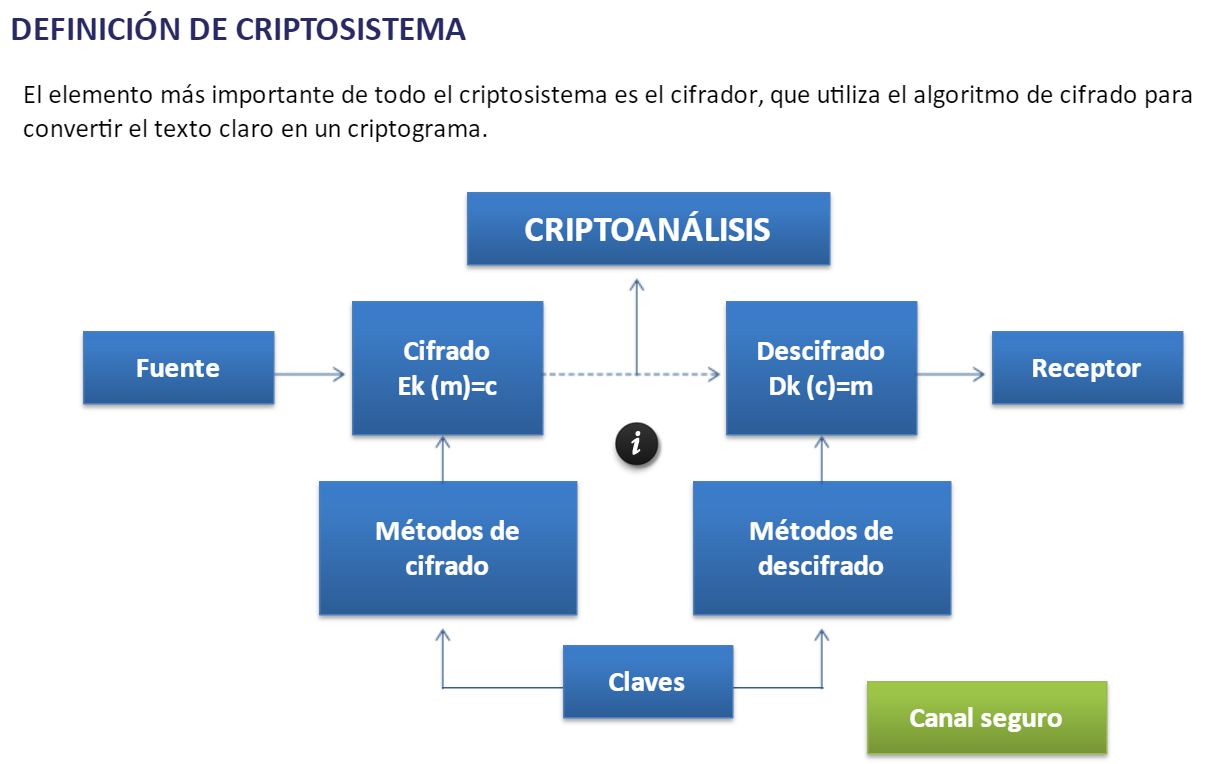 DEFINICIÓN DE CRIPTOSISTEMA
El elemento más importante de todo el criptosistema es el cifrador, que utiliza el algoritmo de cifrado para
convertir el texto claro en un criptograma.
CRIPTOANÁLISIS
Fuente
Cifrado
Ek (m)=c
Descifrado
Dk (c)=m
Receptor
i
Métodos de
cifrado
Métodos de
descifrado
Claves
Canal seguro